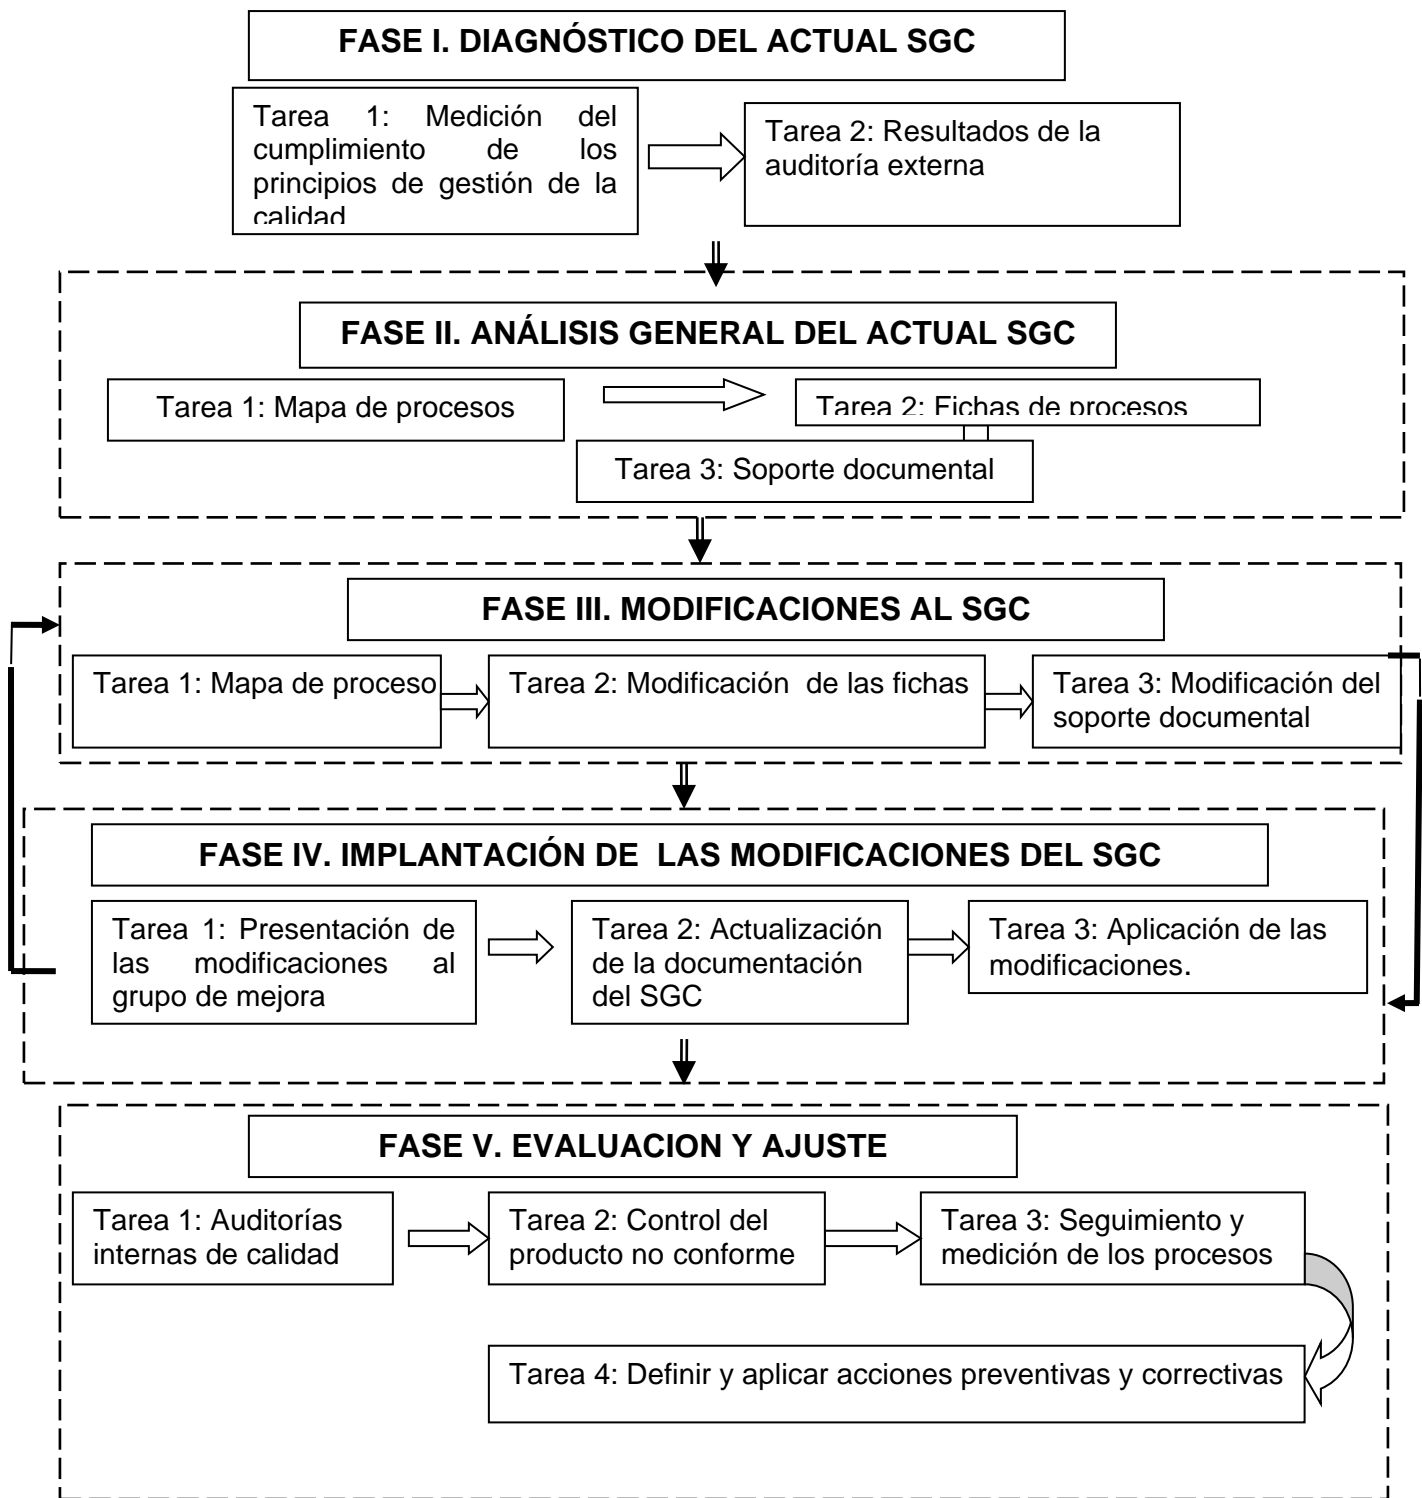 FASE I. DIAGNÓSTICO DEL ACTUAL SGC
Tarea 1: Medición del
cumplimiento de los
principios de gestión de la
calidad
Tarea 2: Resultados de la
auditoría externa
FASE II. ANÁLISIS GENERAL DEL ACTUAL SGC
Tarea 1: Mapa de procesos
Tarea 2: Fichas de procesos
Tarea 3: Soporte documental
FASE III. MODIFICACIONES AL SGC
Tarea 1: Mapa de proceso
Tarea 2: Modificación de las fichas
Tarea 3: Modificación del
soporte documental
FASE IV. IMPLANTACIÓN DE LAS MODIFICACIONES DEL SGC
Tarea 1: Presentación de
las modificaciones al
grupo de mejora
Tarea 2: Actualización
de la documentación
del SGC
Tarea 3: Aplicación de las
modificaciones.
FASE V. EVALUACION Y AJUSTE
Tarea 1: Auditorías
internas de calidad
Tarea 2: Control del
producto no conforme
Tarea 3: Seguimiento y
medición de los procesos
Tarea 4: Definir y aplicar acciones preventivas y correctivas